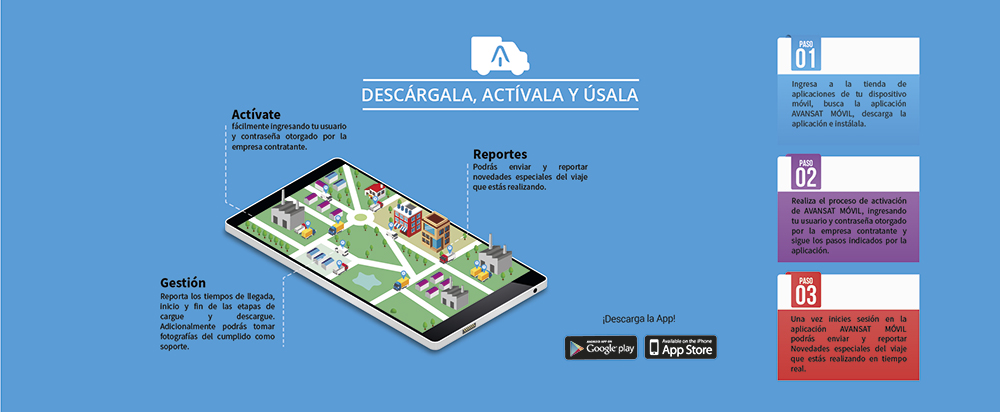 DESCÁRGALA, ACTÍVALA Y ÚSALA
Actívate
fácilmente ingresando tu usuario
y contraseña otorgado por la
empresa contratante.
Reportes
Podrás enviar y reportar
novedades especiales del viaje
que estás realizando.
Gestión
Reporta los tiempos de llegada,
inicio y fin de las etapas de
cargue y descargue.
Adicionalmente podrás tomar
fotografías del cumplido como
soporte.
¡Descarga la App!
ANDROID APP ON
Google play
Available on the iPhone
App Store
PASO
01
Ingresa a la tienda de
aplicaciones de tu dispositivo
móvil, busca la aplicación
AVANSAT MÓVIL, descarga la
aplicación e instálala.
PASO
02
Realiza el proceso de activación
de AVANSAT MÓVIL, ingresando
tu usuario y contraseña otorgado
por la empresa contratante y
sigue los pasos indicados por la
aplicación.
PASO
03
Una vez inicies sesión en la
aplicación AVANSAT MÓVIL
podrás enviar y reportar
Novedades especiales del viaje
que estás realizando en tiempo
real.